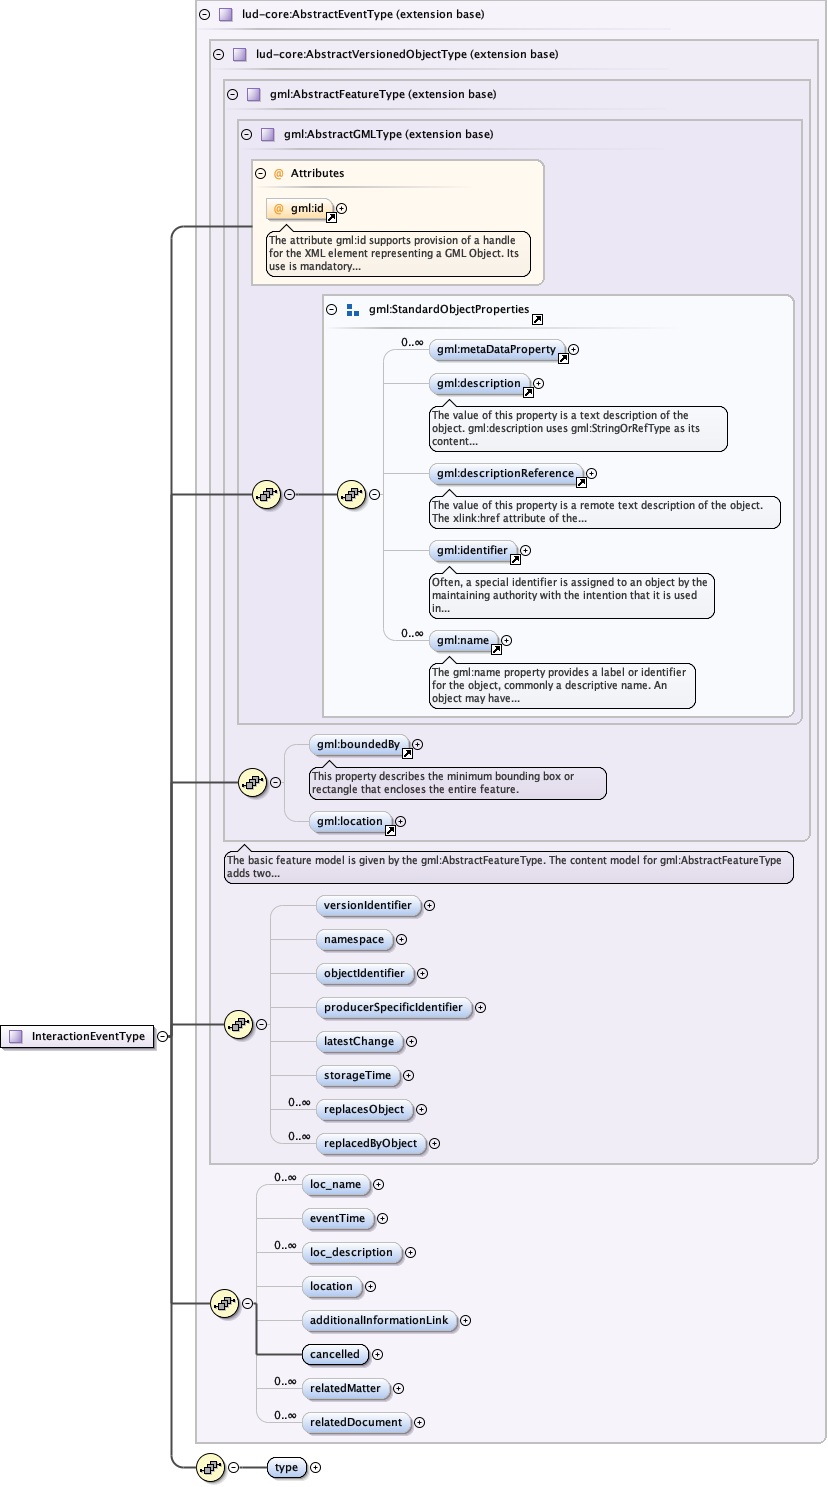 lud-core:AbstractEventType (extension base)
lud-core:AbstractVersionedObjectType (extension base)
gml:AbstractFeatureType (extension base)
gml:AbstractGMLType (extension base)
@ Attributes
@ gml:id
The attribute gml:id supports provision of a handle
for the XML element representing a GML Object. Its
use is mandatory...
gml:StandardObjectProperties
0..∞
gml:metaDataProperty
gml:description
The value of this property is a text description of the
object. gml:description uses gml:StringOrRefType as its
content...
gml:descriptionReference
The value of this property is a remote text description of the object.
The xlink:href attribute of the...
gml:identifier
Often, a special identifier is assigned to an object by the
maintaining authority with the intention that it is used
in...
0..∞
gml:name
The gml:name property provides a label or identifier
for the object, commonly a descriptive name. An
object may have...
gml:boundedBy
This property describes the minimum bounding box or
rectangle that encloses the entire feature.
gml:location
The basic feature model is given by the gml:AbstractFeatureType. The content model for gml:AbstractFeatureType
adds two...
versionIdentifier
namespace
objectIdentifier
producerSpecificIdentifier
InteractionEventType
latestChange
storageTime
0..∞
replacesObject
0..∞
replacedByObject
0..∞
loc_name
eventTime
0..∞
loc_description
location
additionalInformationLink
cancelled
0..∞
relatedMatter
0..∞
relatedDocument
type